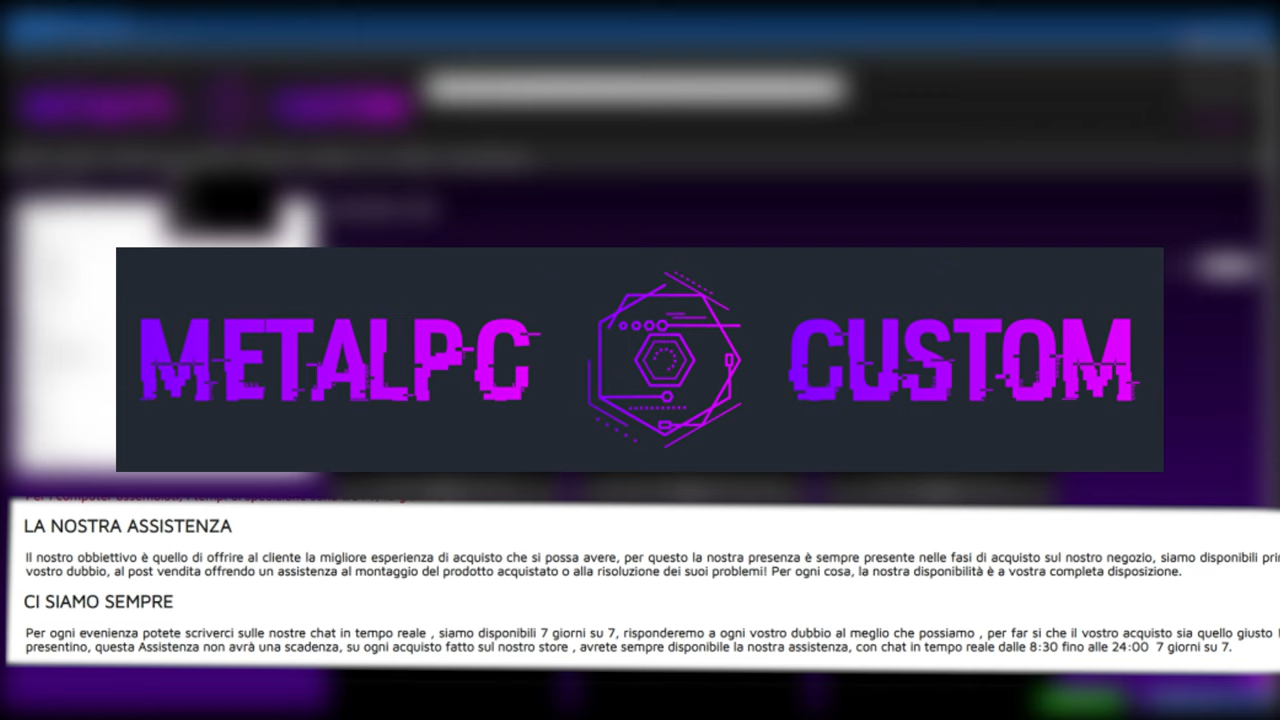 METALPC CUSTOM
LA NOSTRA ASSISTENZA
Il nostro obbiettivo è quello di offrire al cliente la migliore esperienza di acquisto che si possa avere, per questo la nostra presenza è sempre presente nelle fasi di acquisto sul nostro negozio, siamo disponibili
vostro dubbio, al post vendita offrendo un assistenza al montaggio del prodotto acquistato o alla risoluzione dei suoi problemi! Per ogni cosa, la nostra disponibilità è a vostra completa disposizione.
CI SIAMO SEMPRE
Per ogni evenienza potete scriverci sulle nostre chat in tempo reale , siamo disponibili 7 giorni su 7, risponderemo a ogni vostro dubbio al meglio che possiamo , per far si che il vostro acquisto sia quello giusto
presentino, questa Assistenza non avrà una scadenza, su ogni acquisto fatto sul nostro store , avrete sempre disponibile la nostra assistenza, con chat in tempo reale dalle 8:30 fino alle 24:00 7 giorni su 7.